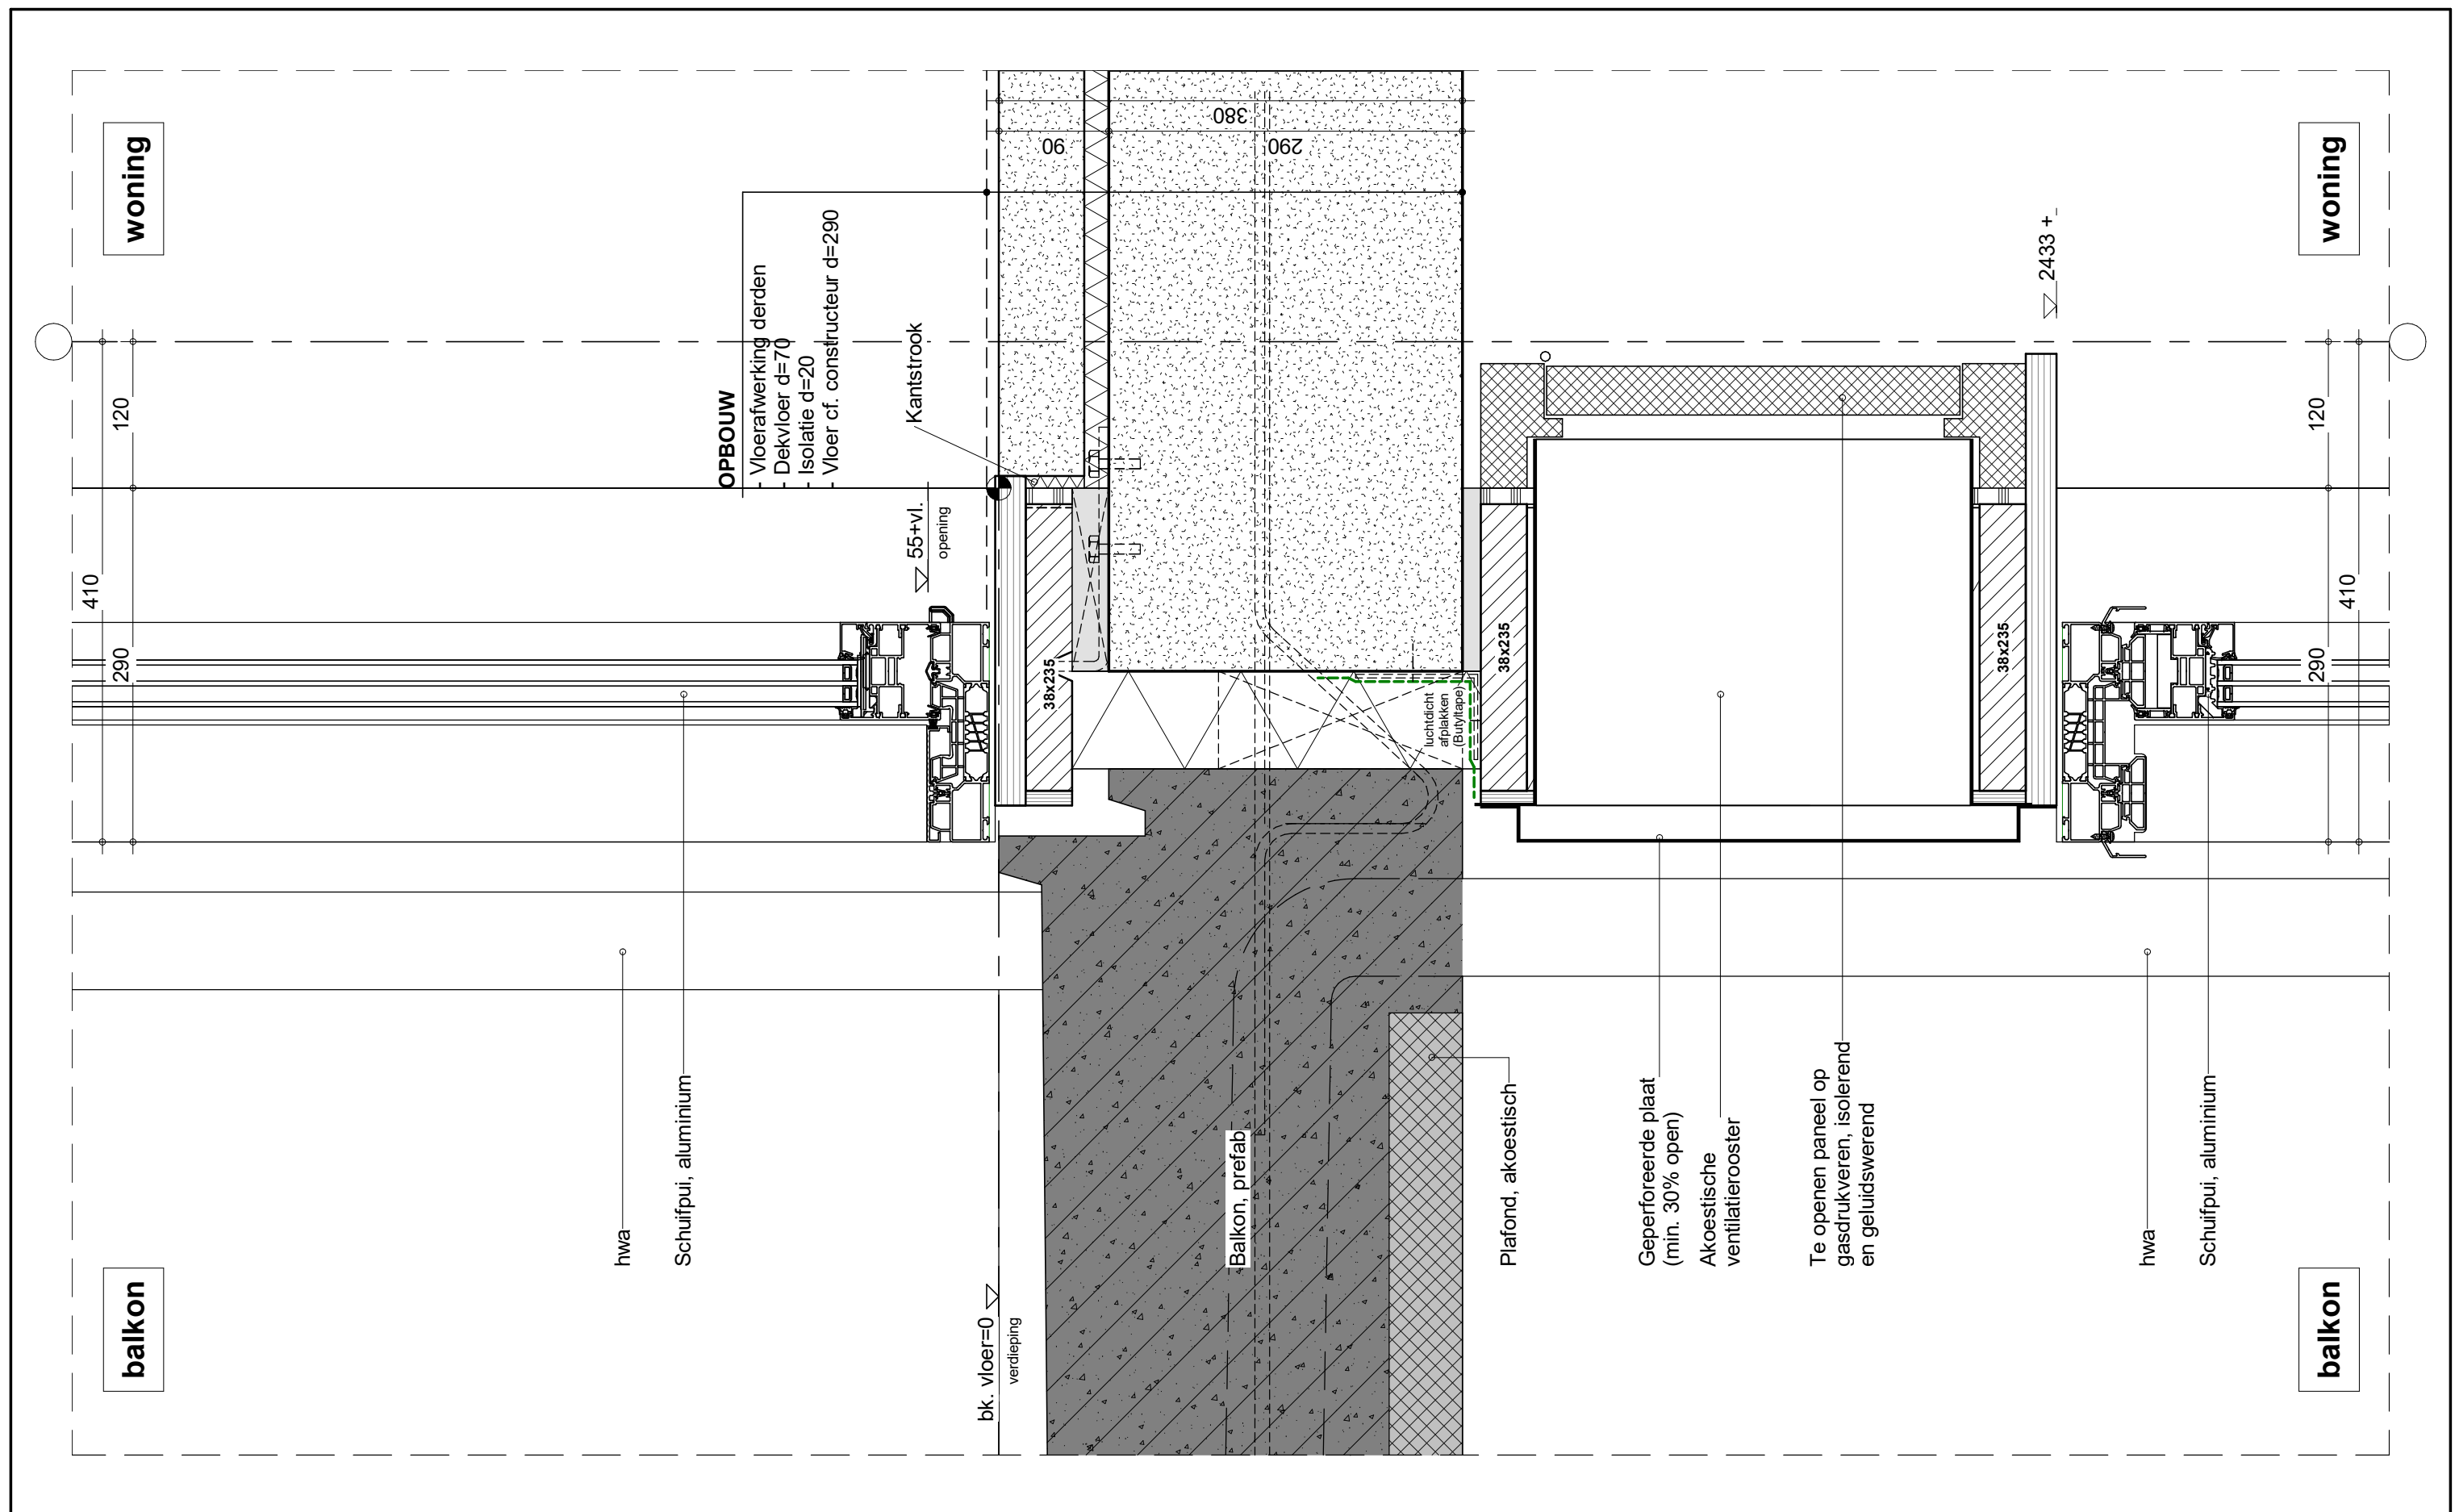 balkon
woning
410
120
290
hwa
Schuifpui, aluminium
OPBOUW
- Vloerafwerking derden
- Dekvloer d=70
- Isolatie d=20
- Vloer cf. constructeur d=290
Kantstrook
55+vl.
opening
bk. vloer=0
verdieping
38x235
90
380
290
Balkon, prefab
luchtdicht
afplakken
(Butyltape)
Plafond, akoestisch
38x235
Geperforeerde plaat
(min. 30% open)
Akoestische
ventilatierooster
Te openen paneel op
gasdrukveren, isolerend
en geluidswerend
38x235
2433 +
hwa
Schuifpui, aluminium
120
290
410
balkon
woning